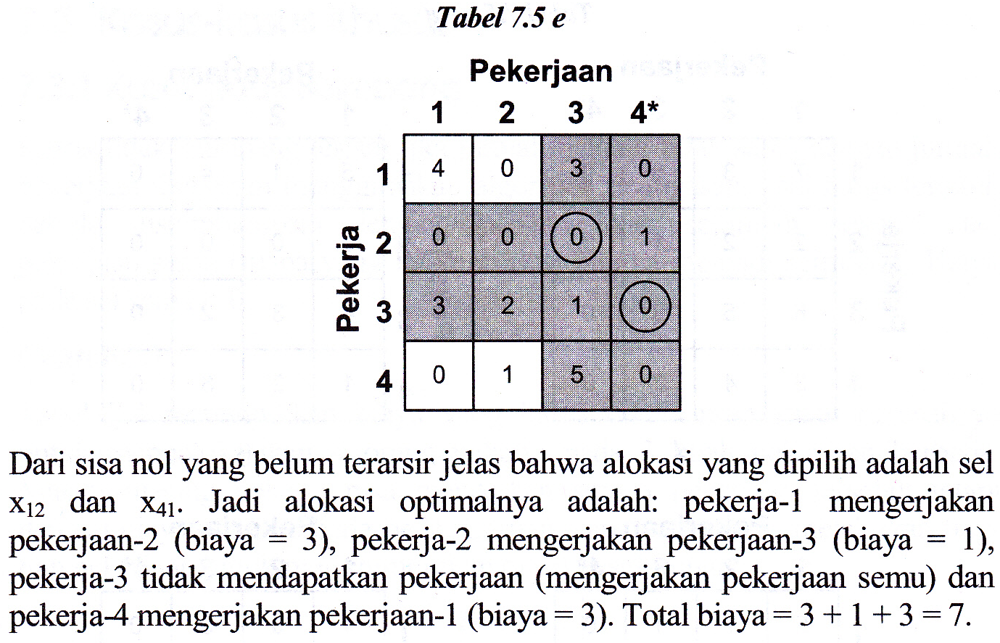 Tabel 7.5 e
Pekerjaan
1 2 3 4*
1 4 0 3 0
Pekerja
2 0 0 0 1
3 3 2 1 0
4 0 1 5 0
Dari sisa nol yang belum terarsir jelas bahwa alokasi yang dipilih adalah sel
x₁₂ dan x₄₁. Jadi alokasi optimalnya adalah: pekerja-1 mengerjakan
pekerjaan-2 (biaya = 3), pekerja-2 mengerjakan pekerjaan-3 (biaya = 1),
pekerja-3 tidak mendapatkan pekerjaan (mengerjakan pekerjaan semu) dan
pekerja-4 mengerjakan pekerjaan-1 (biaya = 3). Total biaya = 3 + 1 + 3 = 7.